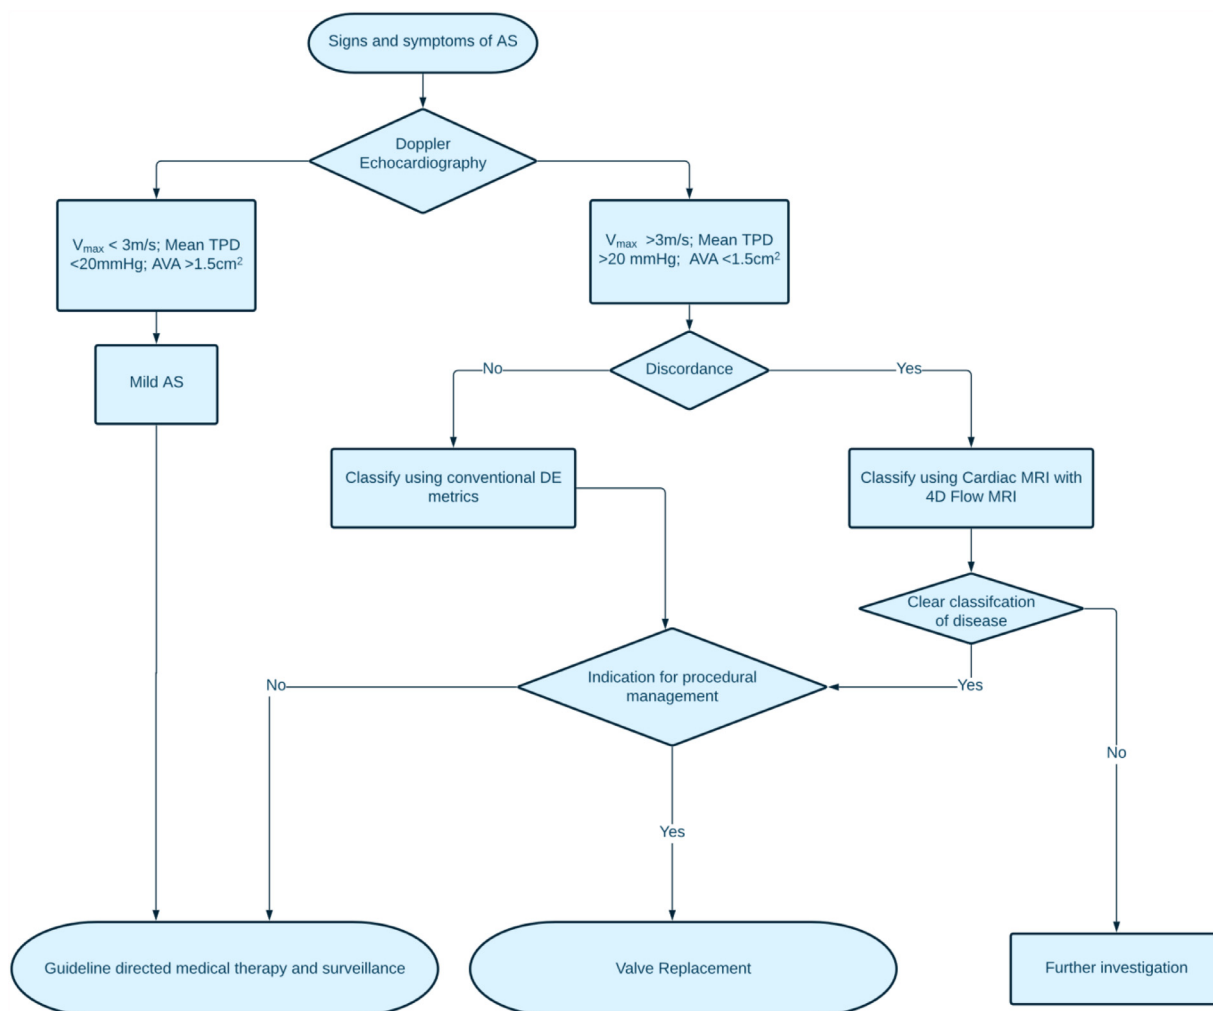 Signs and symptoms of AS
Doppler
Echocardiography
Vmax < 3m/s; Mean TPD
<20mmHg; AVA >1.5cm²
Vmax >3m/s; Mean TPD
>20 mmHg; AVA <1.5cm²
Mild AS
Discordance
No
Yes
Classify using conventional DE
metrics
Classify using Cardiac MRI with
4D Flow MRI
Clear classifcation
of disease
Indication for procedural
management
No
Yes
No
Yes
Guideline directed medical therapy and surveillance
Valve Replacement
Further investigation